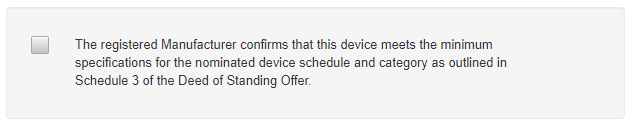 The registered Manufacturer confirms that this device meets the minimum
specifications for the nominated device schedule and category as outlined in
Schedule 3 of the Deed of Standing Offer.